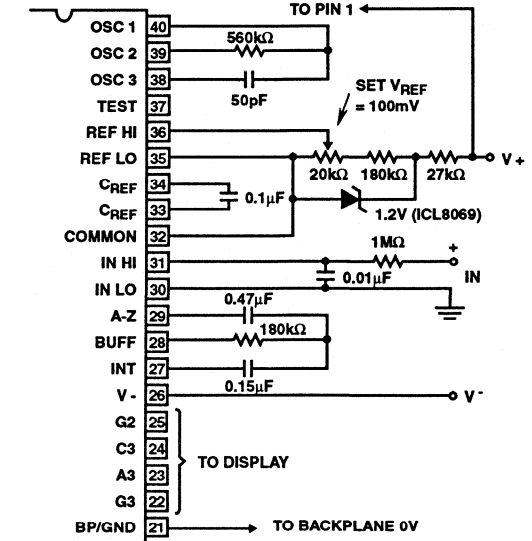 TO PIN 1
OSC 1 40
560kΩ
OSC 2 39
OSC 3 38
50pF
TEST 37
SET VREF
= 100mV
REF HI 36
REF LO 35
V+
20kΩ 180kΩ 27kΩ
CREF 34
0.1µF
CREF 33
1.2V (ICL8069)
COMMON 32
1MΩ
+
IN HI 31
0.01µF
IN
IN LO 30
0.47µF
A-Z 29
180kΩ
BUFF 28
INT 27
0.15µF
V - 26
V-
G2 25
C3 24
TO DISPLAY
A3 23
G3 22
BP/GND 21
TO BACKPLANE 0V